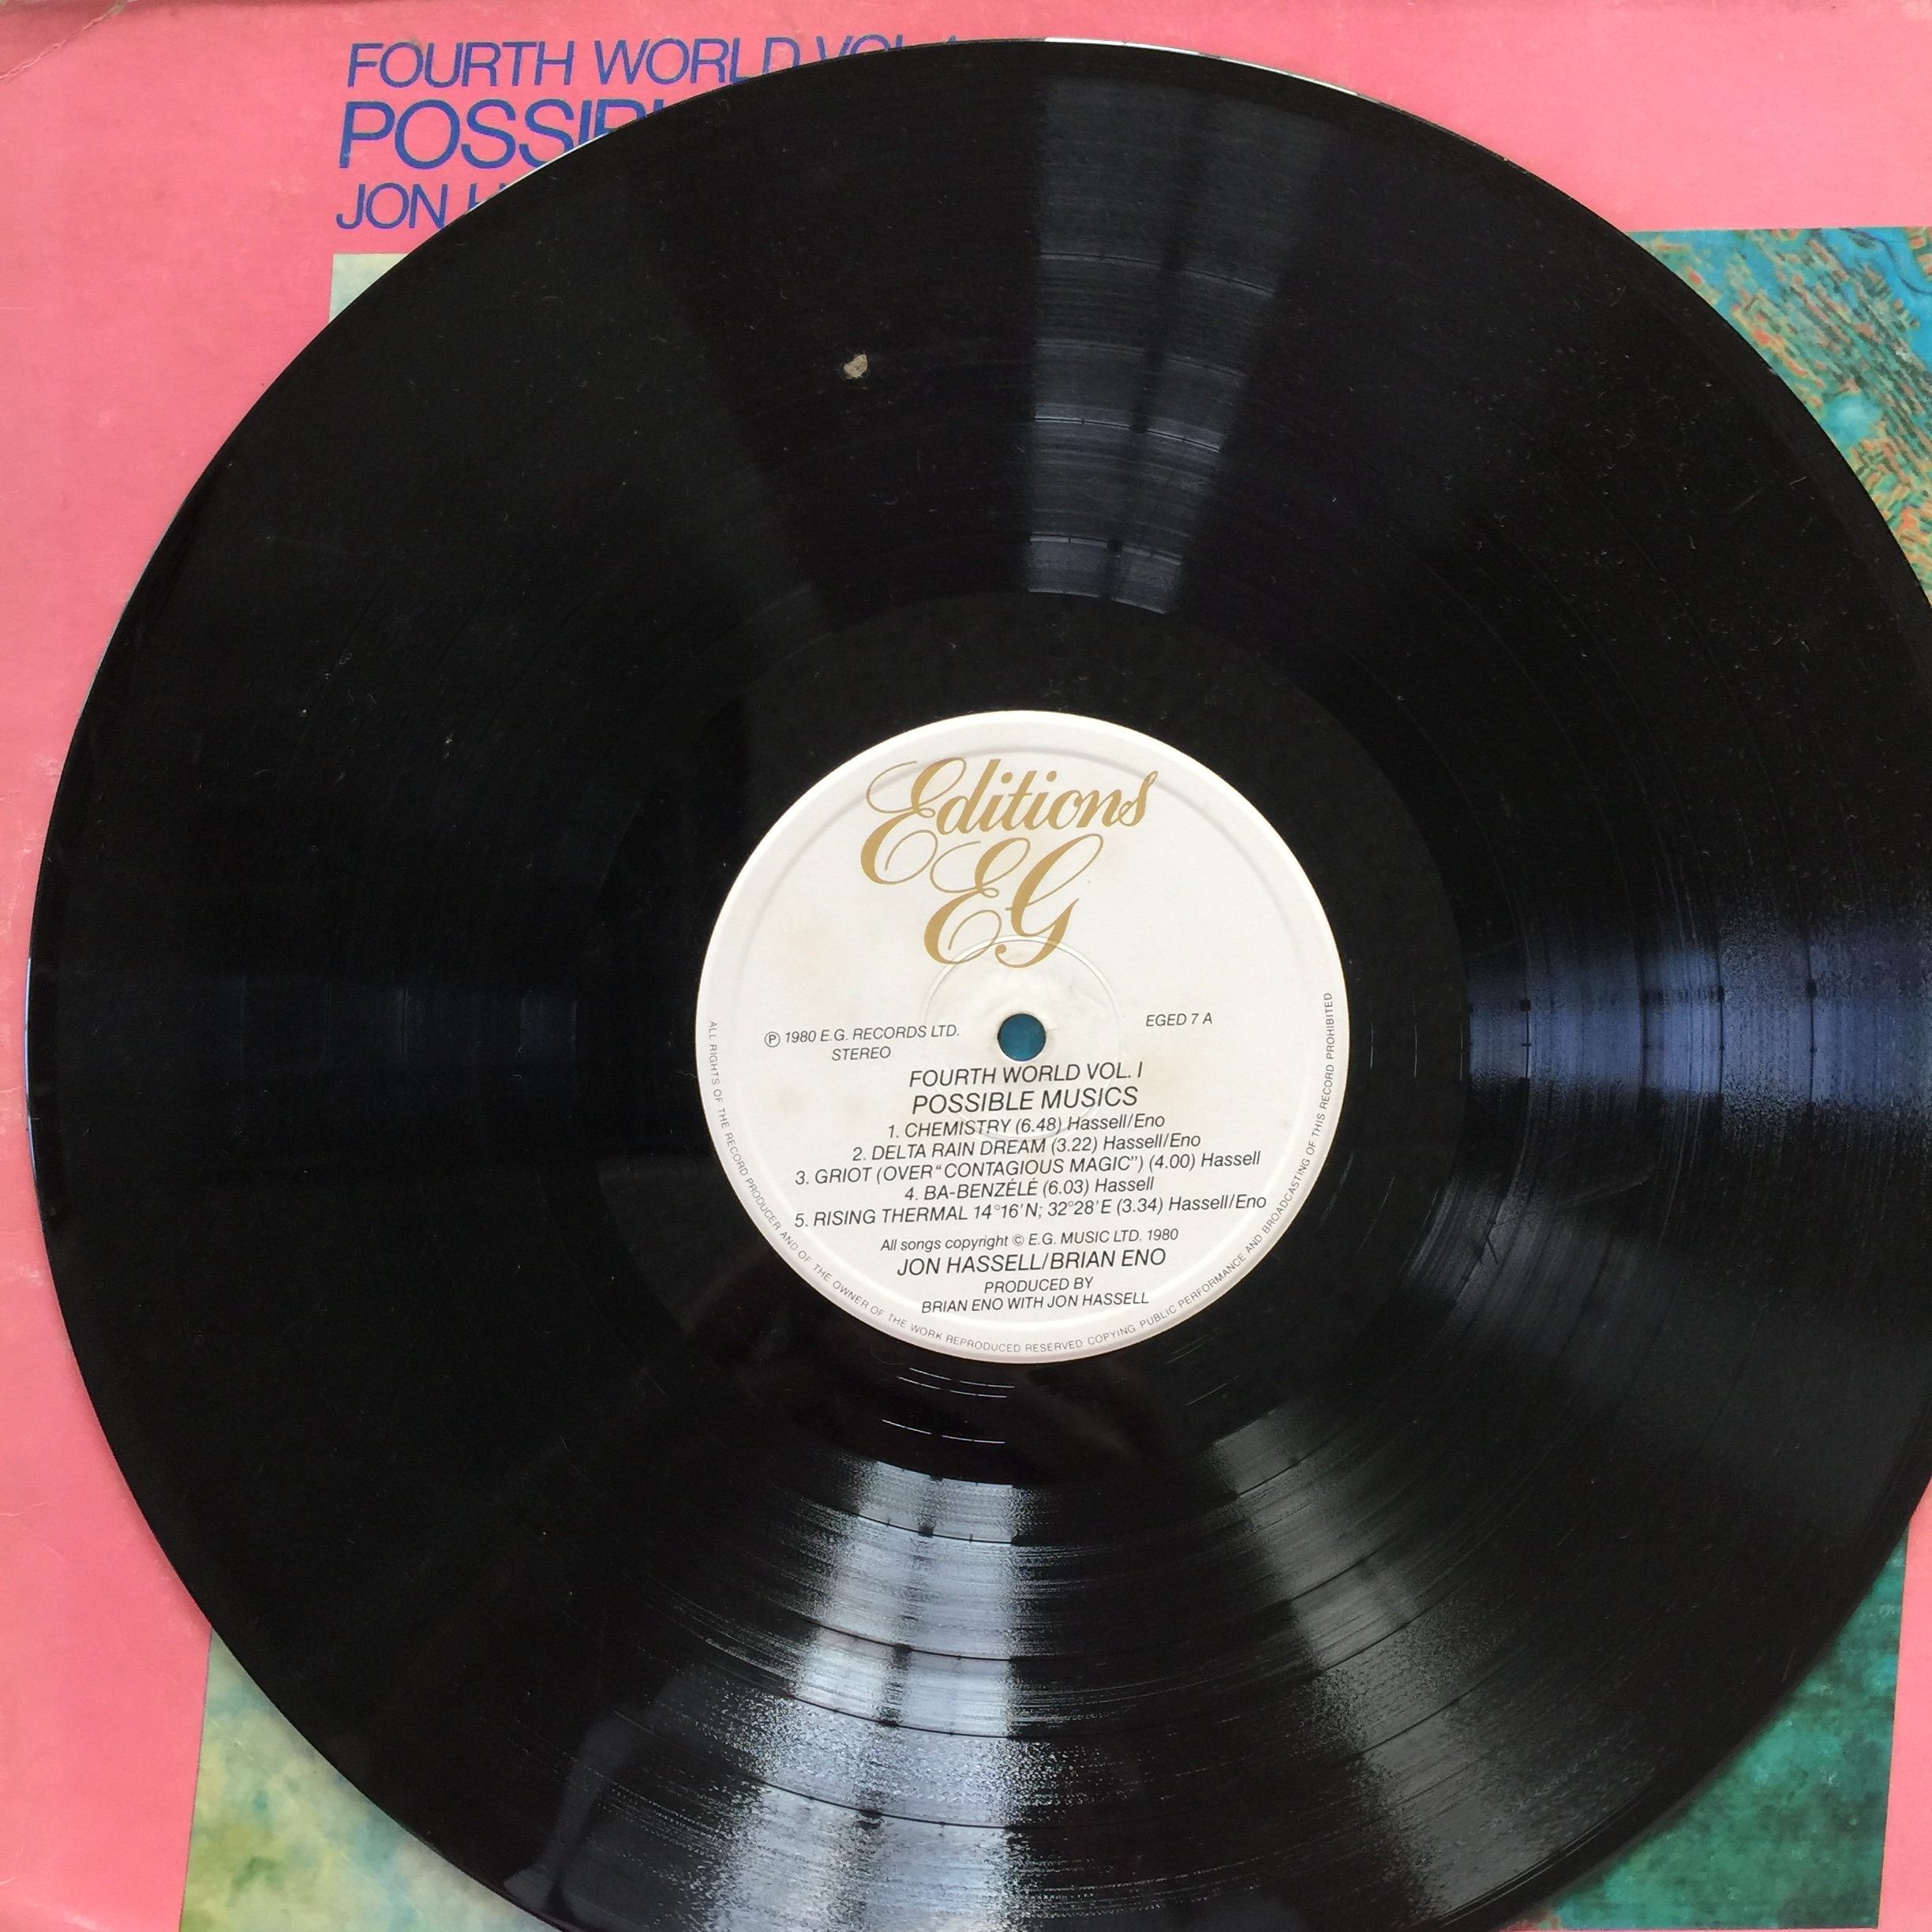 FOURTH WORLD
JON
Editions
EG
Ⓟ 1980 E.G. RECORDS LTD.
EGED 7 A
STEREO
FOURTH WORLD VOL. I
POSSIBLE MUSICS
1. CHEMISTRY (6.48) Hassell/Eno
2. DELTA RAIN DREAM (3.22) Hassell/Eno
3. GRIOT (OVER “CONTAGIOUS MAGIC”) (4.00) Hassell
4. BA-BENZÉLÉ (6.03) Hassell
5. RISING THERMAL 14°16'N; 32°28'E (3.34) Hassell/Eno
All songs copyright © E.G. MUSIC LTD. 1980
JON HASSELL/BRIAN ENO
PRODUCED BY
BRIAN ENO WITH JON HASSELL
ALL RIGHTS OF THE RECORD PRODUCER AND OF THE OWNER OF THE WORK REPRODUCED RESERVED COPYING PUBLIC PERFORMANCE AND BROADCASTING OF THIS RECORD PROHIBITED